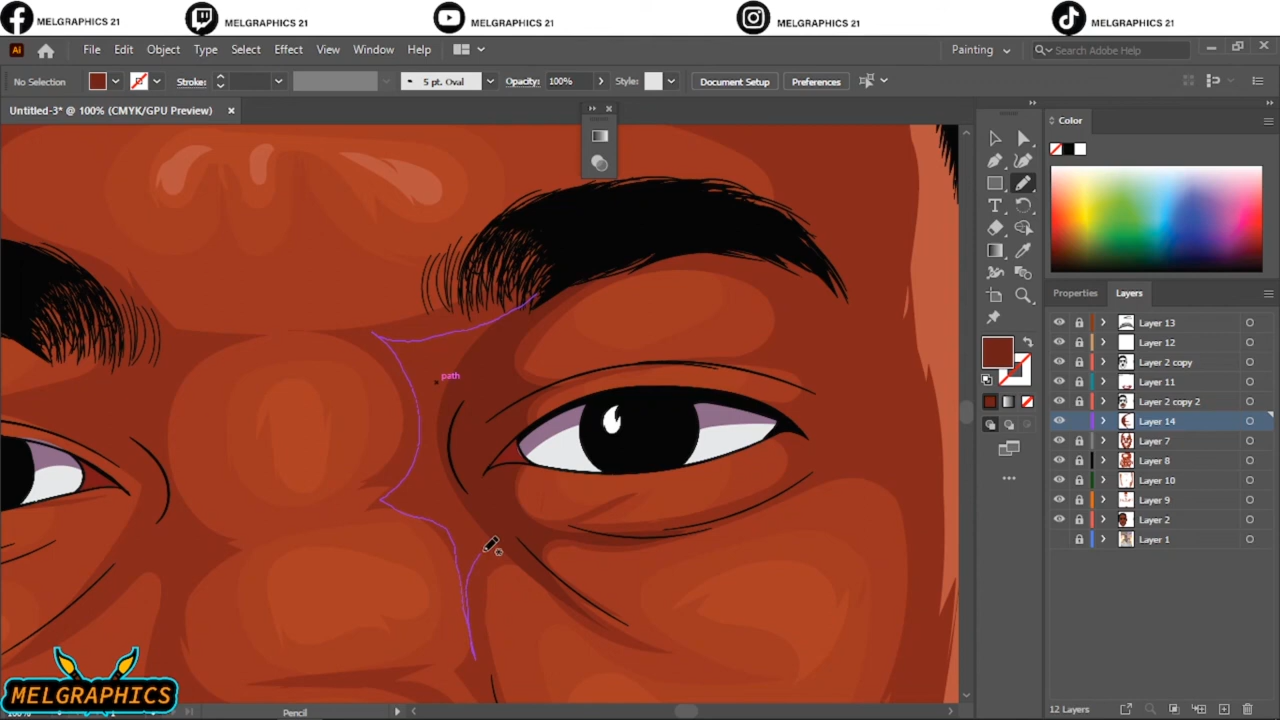 MELGRAPHICS 21 MELGRAPHICS 21 MELGRAPHICS 21 MELGRAPHICS 21 MELGRAPHICS 21
Ai File Edit Object Type Select Effect View Window Help Painting Search Adobe Help
No Selection Stroke: 5 pt. Oval Opacity: 100% Style: Document Setup Preferences
Untitled-3* @ 100% (CMYK/GPU Preview)
Color
path
Properties Layers
Layer 13
Layer 12
Layer 2 copy
Layer 11
Layer 2 copy 2
Layer 14
Layer 7
Layer 8
Layer 10
Layer 9
Layer 2
Layer 1
MELGRAPHICS
Pencil
12 Layers